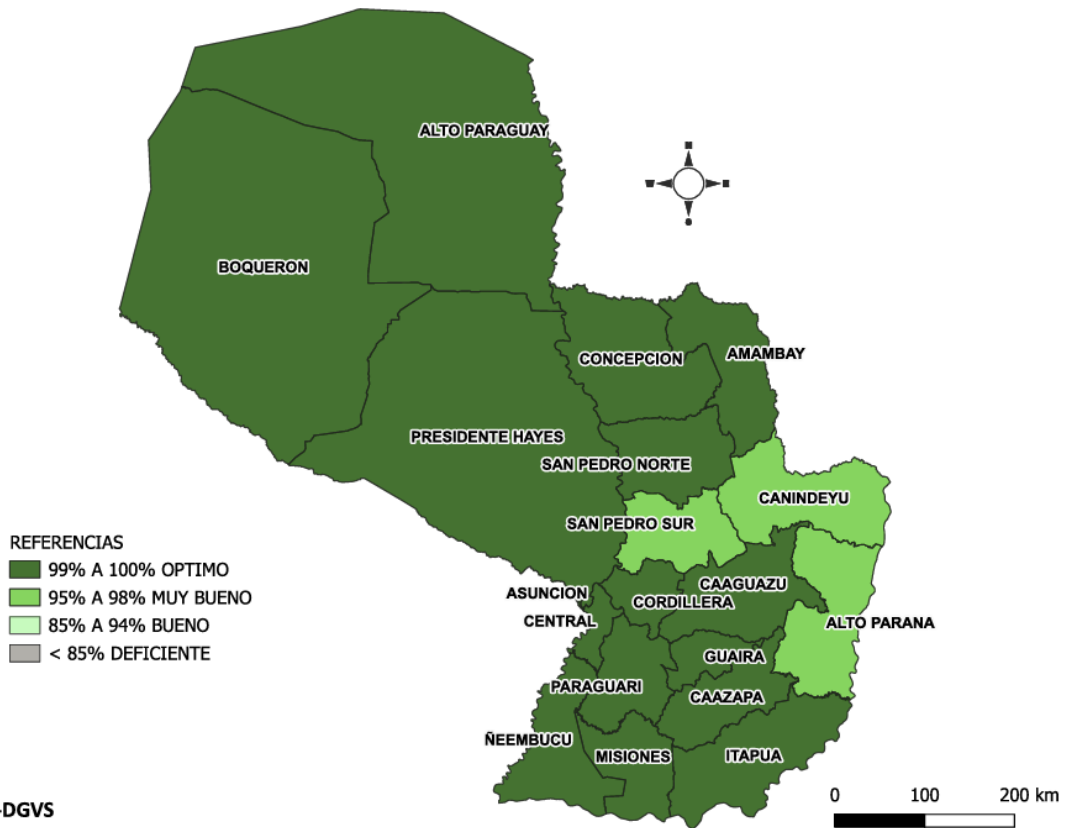 ALTO PARAGUAY
BOQUERON
CONCEPCION
AMAMBAY
PRESIDENTE HAYES
SAN PEDRO NORTE
CANINDEYU
SAN PEDRO SUR
REFERENCIAS
99% A 100% OPTIMO
95% A 98% MUY BUENO
85% A 94% BUENO
< 85% DEFICIENTE
ASUNCION
CAAGUAZU
CORDILLERA
CENTRAL
ALTO PARANA
GUAIRA
PARAGUARI
CAAZAPA
ÑEEMBUCU
MISIONES
ITAPUA
0 100 200 km
-DGVS